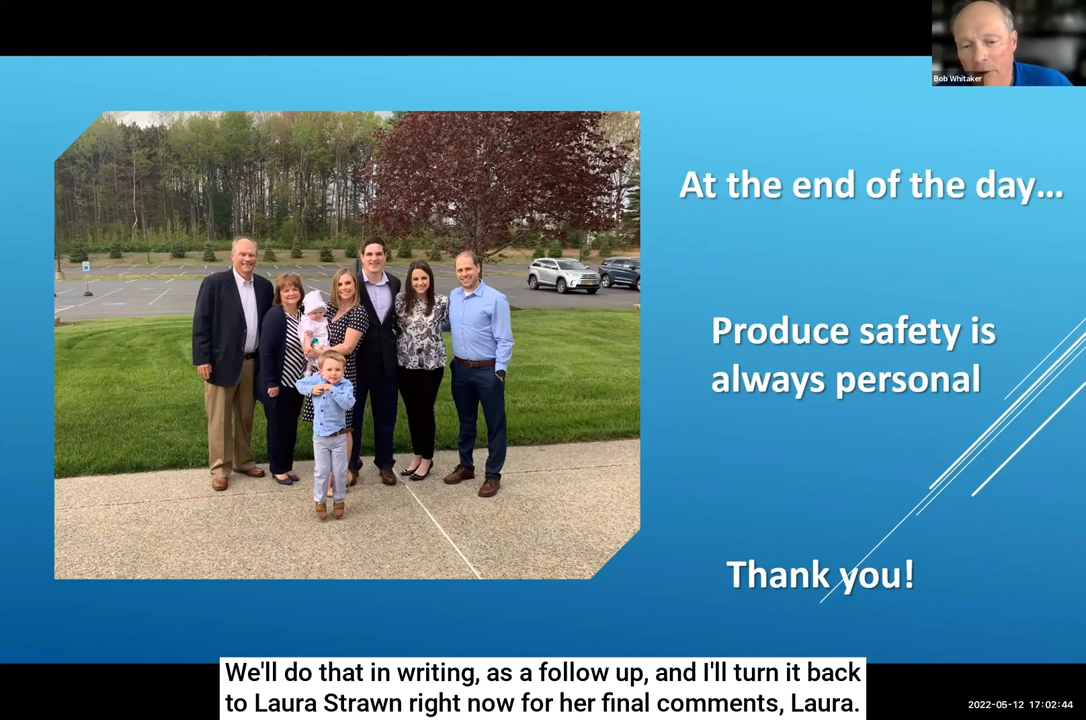 Bob Whitaker
At the end of the day…
Produce safety is
always personal
Thank you!
We'll do that in writing, as a follow up, and I'll turn it back
to Laura Strawn right now for her final comments, Laura.
2022-05-12 17:02:44